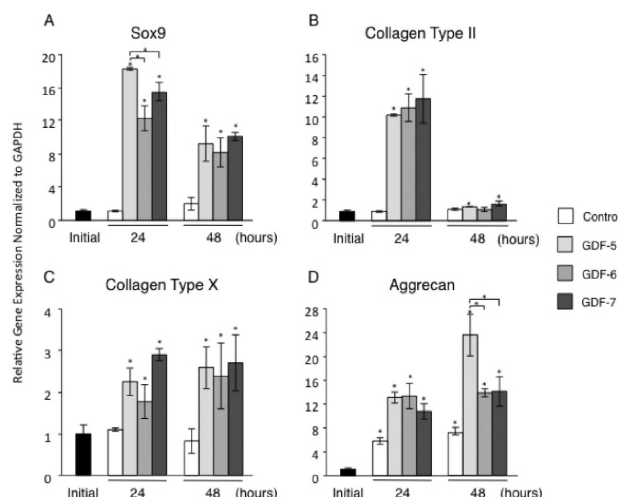 A
Sox9
B
Collagen Type II
Relative Gene Expression Normalized to GAPDH
20
16
12
8
4
0
* * * * * * * *
Initial 24 48 (hours)
16
14
12
10
8
6
4
2
0
* * * * *
Initial 24 48 (hours)
Contro
GDF-5
GDF-6
GDF-7
C
Collagen Type X
D
Aggrecan
4
3
2
1
0
* * * * * *
Initial 24 48 (hours)
28
24
20
16
12
8
4
0
* * * * * * * * * *
Initial 24 48 (hours)